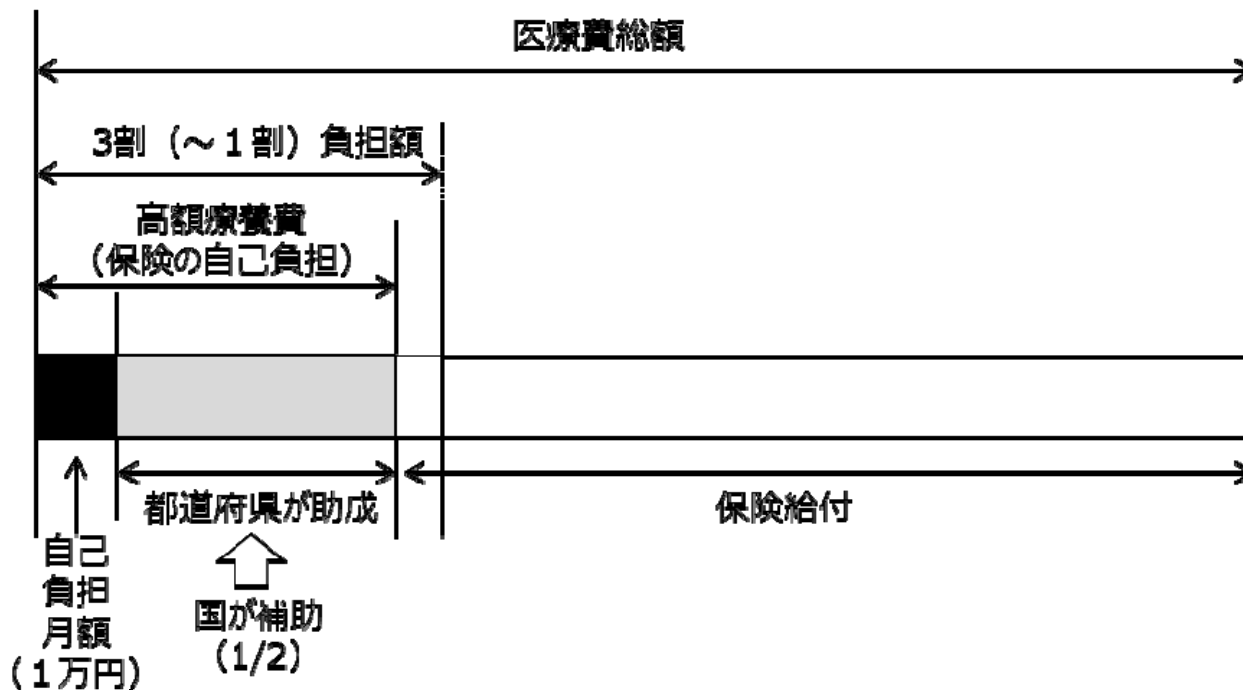 医療費総額
3割（～1割）負担額
高額療養費
（保険の自己負担）
都道府県が助成
保険給付
自己
負担
月額
（1万円）
国が補助
（1/2）